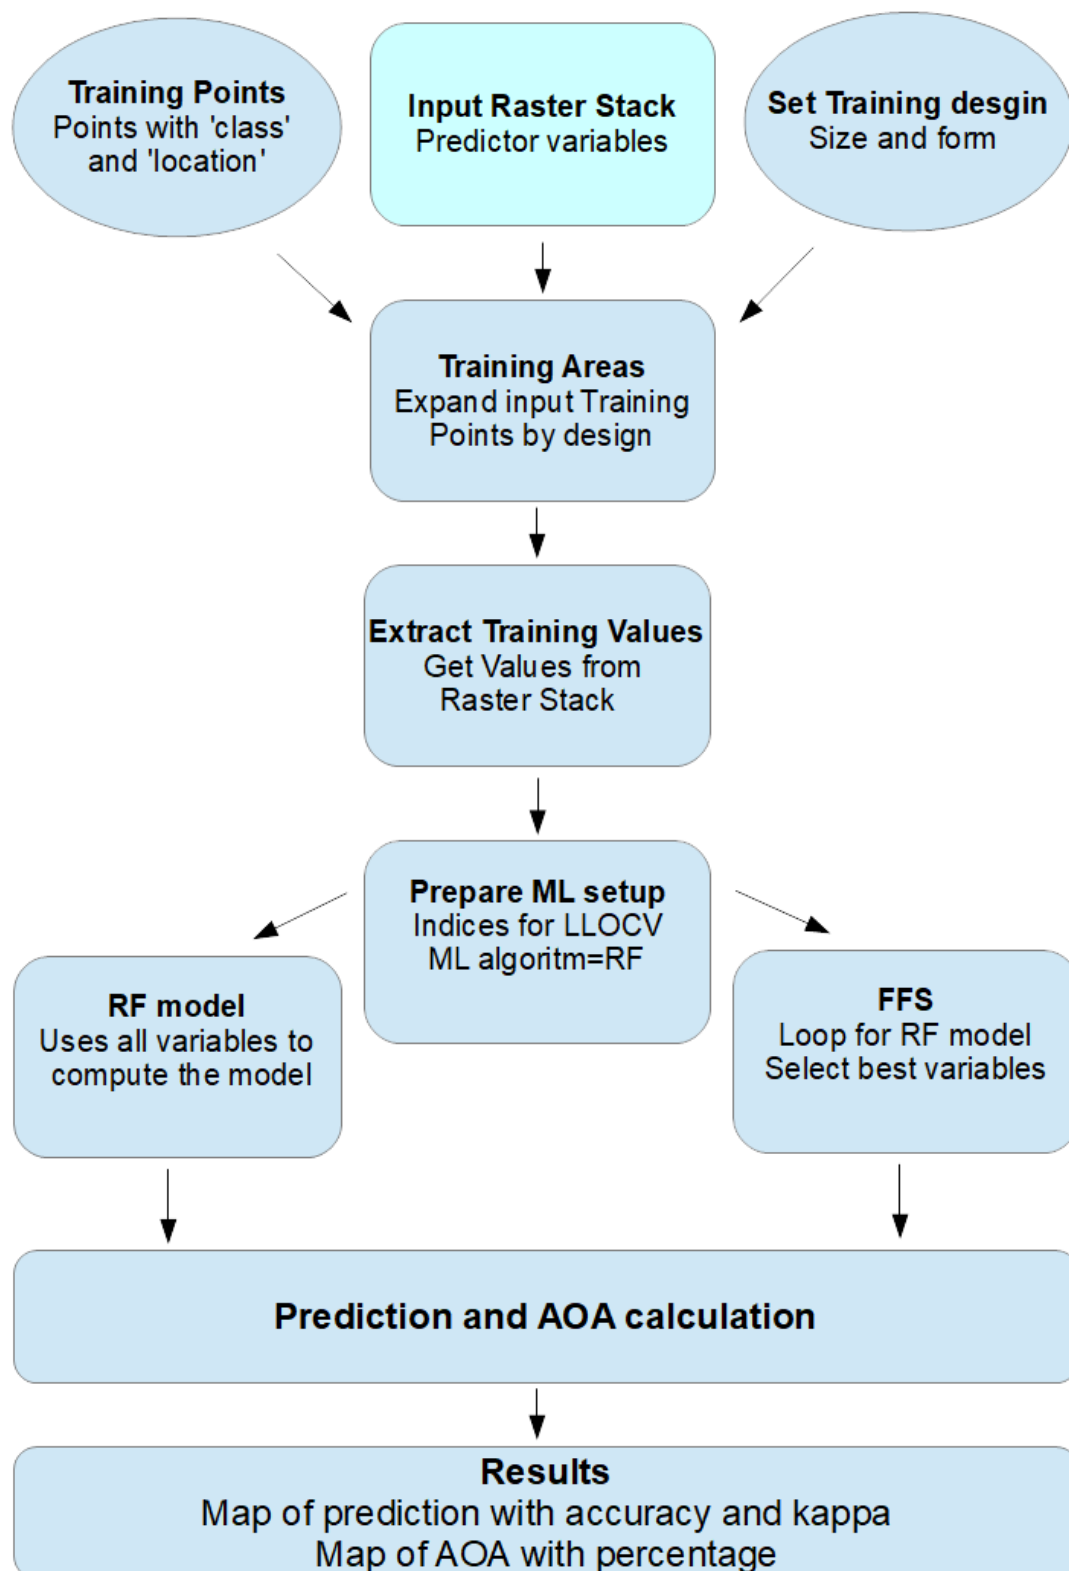 Training Points
Points with 'class'
and 'location'
Input Raster Stack
Predictor variables
Set Training desgin
Size and form
Training Areas
Expand input Training
Points by design
Extract Training Values
Get Values from
Raster Stack
Prepare ML setup
Indices for LLOCV
ML algoritm=RF
RF model
Uses all variables to
compute the model
FFS
Loop for RF model
Select best variables
Prediction and AOA calculation
Results
Map of prediction with accuracy and kappa
Map of AOA with percentage